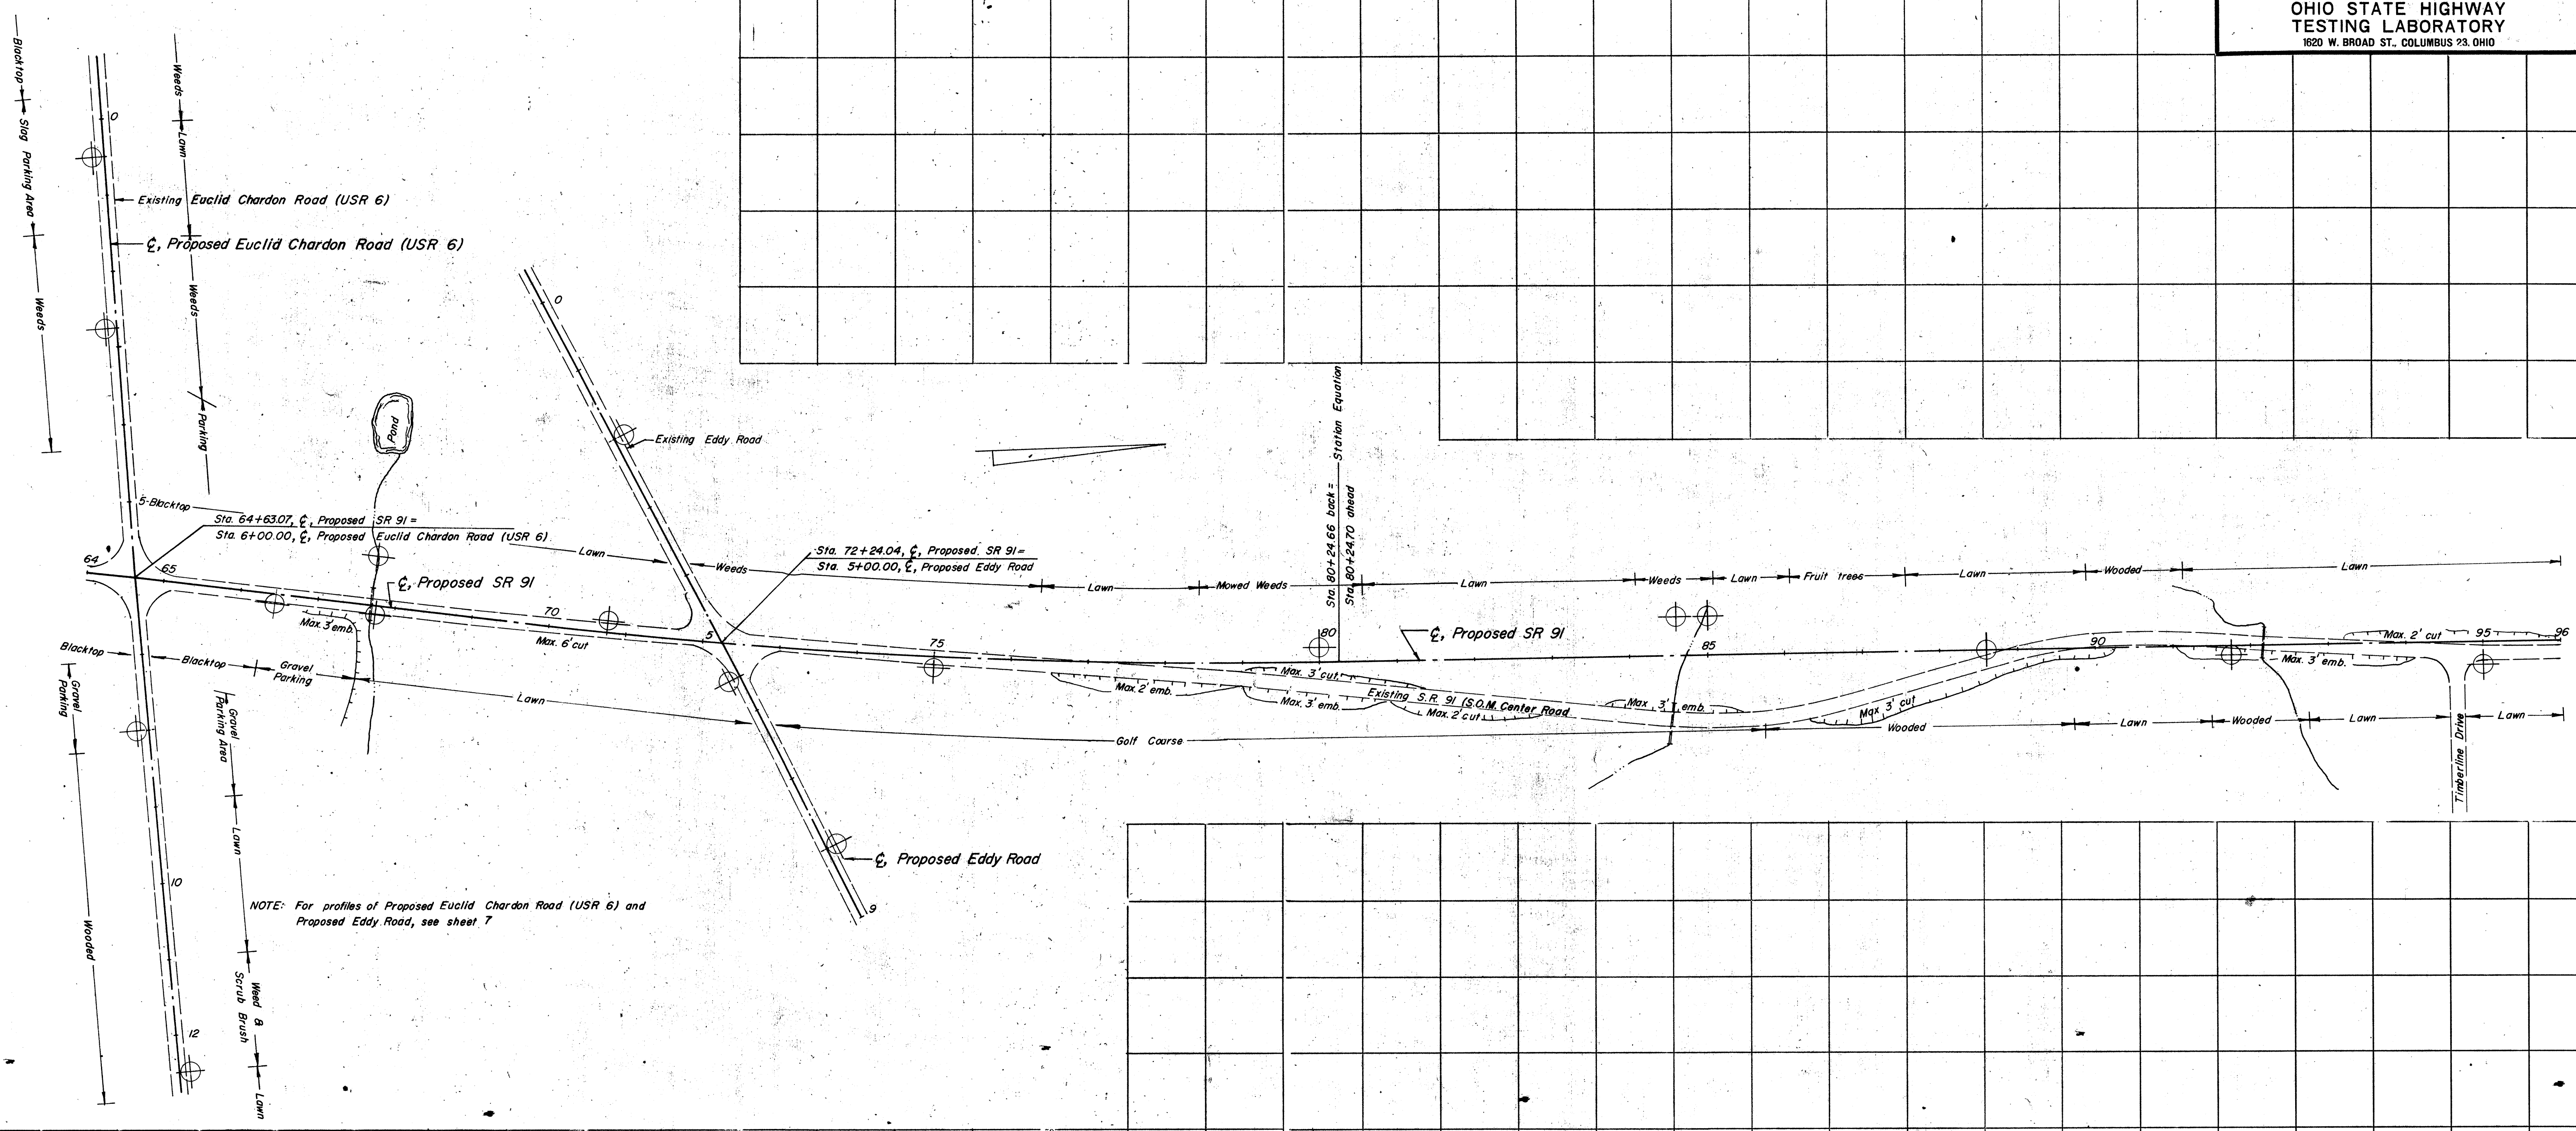 OHIO STATE HIGHWAY
TESTING LABORATORY
1620 W. BROAD ST., COLUMBUS 23, OHIO
Blacktop
Slag Parking Area
Weeds
Weeds
Lawn
Weeds
Parking
0
Existing Euclid Chardon Road (USR 6)
℄, Proposed Euclid Chardon Road (USR 6)
0
Pond
Existing Eddy Road
5-Blacktop
Sta. 64+63.07, ℄, Proposed SR 91 =
Sta. 6+00.00, ℄, Proposed Euclid Chardon Road (USR 6)
Lawn
Weeds
Sta. 72+24.04, ℄, Proposed SR 91=
Sta. 5+00.00, ℄, Proposed Eddy Road
Lawn
Mowed Weeds
Sta. 80+24.66 back =
Station Equation
Sta. 80+24.70 ahead
Lawn
Weeds
Lawn
Fruit trees
Lawn
Wooded
Lawn
64
65
℄, Proposed SR 91
70
5
75
80
℄, Proposed SR 91
85
90
95
96
Max. 3' emb.
Max. 6' cut
Max. 2' emb.
Max. 3' cut
Max. 3' emb.
Existing S.R. 91 (S.O.M. Center Road
Max. 2' cut
Max. 3' emb.
Max 3' cut
Max. 2' cut
Max. 3' emb.
Blacktop
Blacktop
Gravel
Parking
Gravel
Parking
Gravel
Parking Area
Lawn
Golf Coarse
Wooded
Lawn
Wooded
Lawn
Lawn
Timberline Drive
Lawn
Weed &
Scrub Brush
Lawn
Wooded
10
12
℄, Proposed Eddy Road
9
NOTE: For profiles of Proposed Euclid Chardon Road (USR 6) and
Proposed Eddy Road, see sheet 7